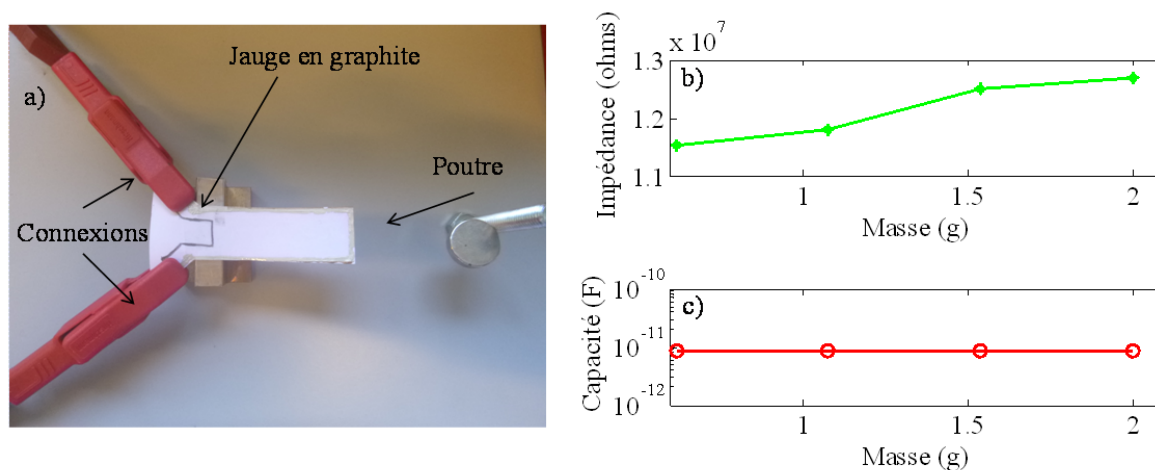 a)
Jauge en graphite
Poutre
Connexions
x 10^7
b)
Impédance (ohms)
1.3
1.2
1.1
1 1.5 2
Masse (g)
c)
Capacité (F)
10^-10
10^-11
10^-12
1 1.5 2
Masse (g)